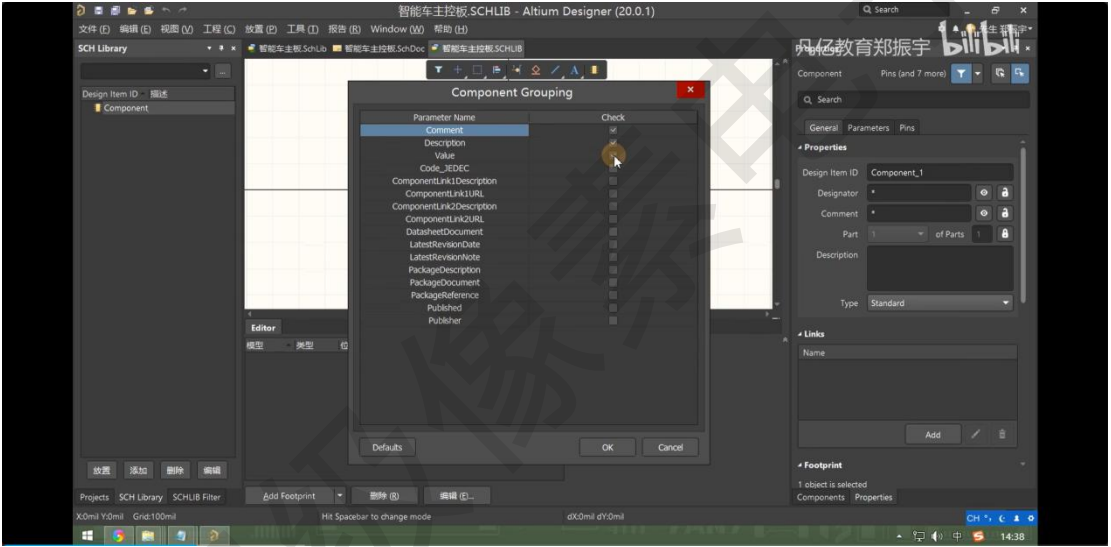 智能车主控板.SCHLIB - Altium Designer (20.0.1)
Search
文件 (F) 编辑 (E) 视图 (V) 工程 (C) 放置 (P) 工具 (T) 报告 (R) Window (W) 帮助 (H)
SCH Library
智能车主板.SchLib 智能车主控板.SchDoc 智能车主控板.SCHLIB
凡亿教育郑振宇 bilibili
Component Pins (and 7 more)
Search
Design Item ID 描述
Component
Component Grouping
Parameter Name Check
Comment
Description
Value
Code_JEDEC
ComponentLink1Description
ComponentLink1URL
ComponentLink2Description
ComponentLink2URL
DatasheetDocument
LatestRevisionDate
LatestRevisionNote
PackageDescription
PackageDocument
PackageReference
Published
Publisher
Defaults OK Cancel
General Parameters Pins
Properties
Design Item ID Component_1
Designator *
Comment *
Part 1 of Parts 1
Description
Type Standard
Links
Name
Add
Footprint
1 object is selected
Components Properties
Editor
模型 类型 位
放置 添加 删除 编辑
Projects SCH Library SCHLIB Filter
Add Footprint 删除 (R) 编辑 (E)...
X:0mil Y:0mil Grid:100mil Hit Spacebar to change mode dX:0mil dY:0mil
CH
中 14:38